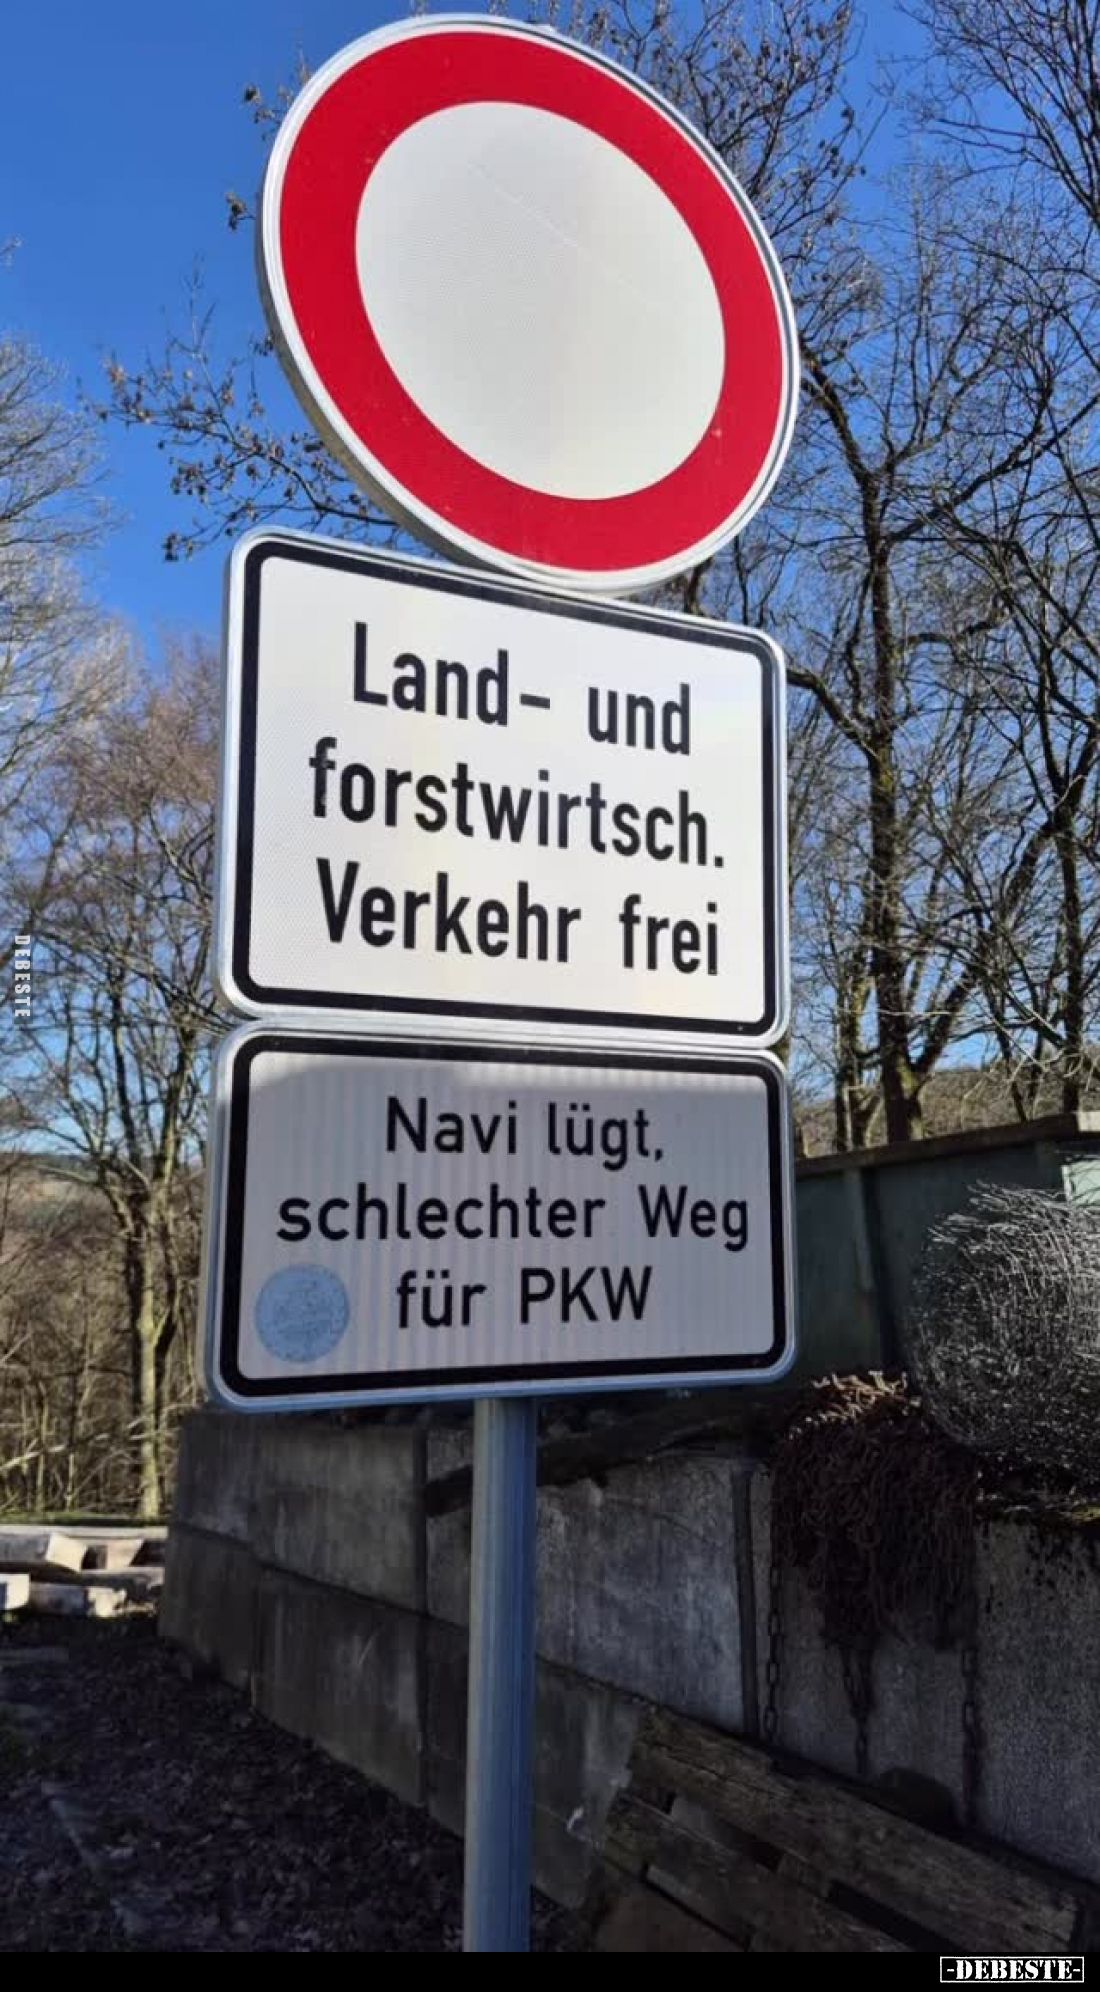 Land- und
forstwirtsch.
Verkehr frei
Navi lügt,
schlechter Weg
für PKW
DEBESTE
-DEBESTE-